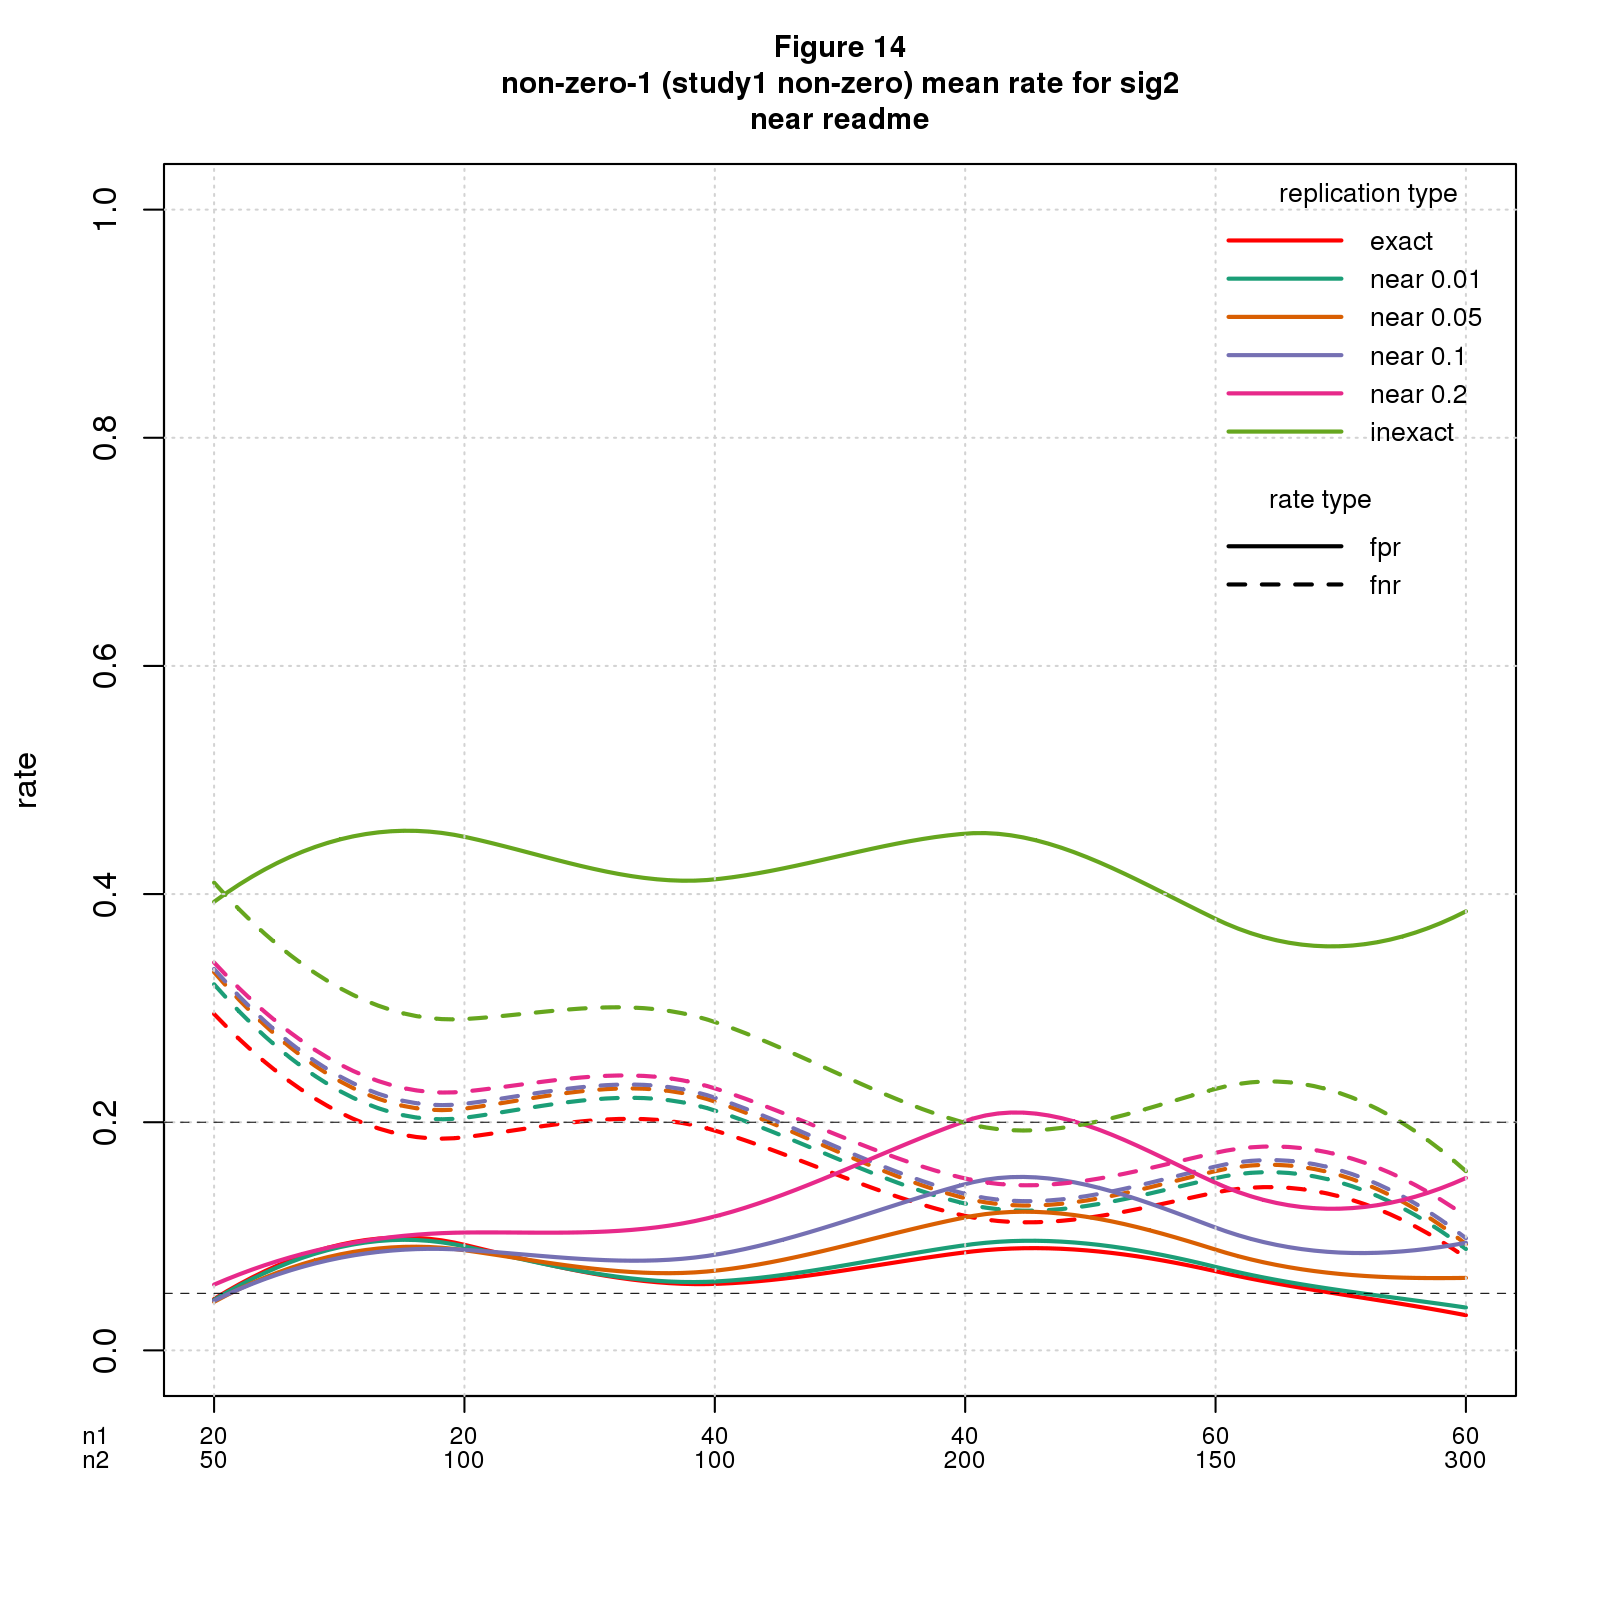 Figure 14
non-zero-1 (study1 non-zero) mean rate for sig2
near readme
replication type
exact
near 0.01
near 0.05
near 0.1
near 0.2
inexact
rate type
fpr
fnr
rate
1.0
0.8
0.6
0.4
0.2
0.0
n1 20 20 40 40 60 60
n2 50 100 100 200 150 300